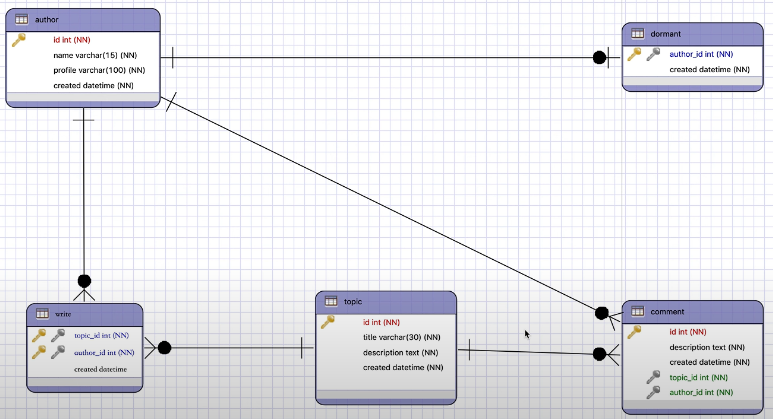 author
id int (NN)
name varchar(15) (NN)
profile varchar(100) (NN)
created datetime (NN)
dormant
author_id int (NN)
created datetime (NN)
write
topic_id int (NN)
author_id int (NN)
created datetime
topic
id int (NN)
title varchar(30) (NN)
description text (NN)
created datetime (NN)
comment
id int (NN)
description text (NN)
created datetime (NN)
topic_id int (NN)
author_id int (NN)